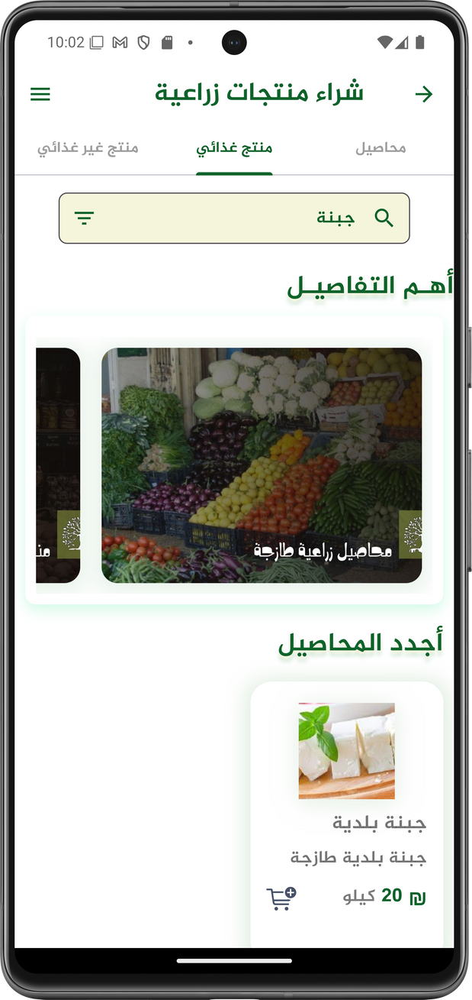 10:02
شراء منتجات زراعية
محاصيل
منتج غذائي
منتج غير غذائي
جبنة
أهـم التفاصيـل
محاصيل زراعية طازجة
منـ
أجدد المحاصيل
جبنة بلدية
جبنة بلدية طازجة
₪ 20 كيلو